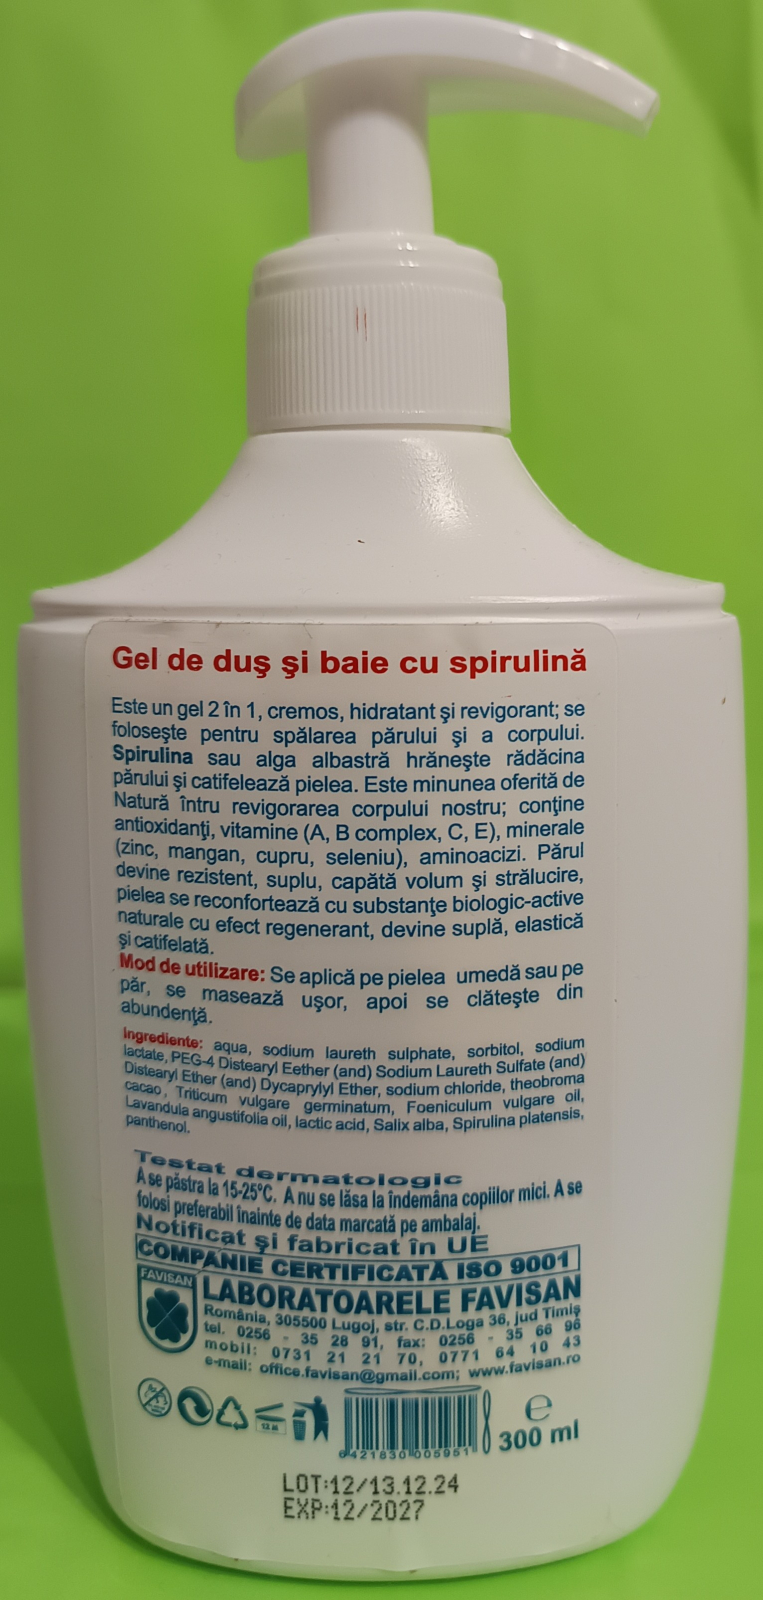 Gel de duş şi baie cu spirulină
Este un gel 2 în 1, cremos, hidratant şi revigorant; se
foloseşte pentru spălarea părului şi a corpului.
Spirulina sau alga albastră hrăneşte rădăcina
părului şi catifelează pielea. Este minunea oferită de
Natură întru revigorarea corpului nostru; conţine
antioxidanţi, vitamine (A, B complex, C, E), minerale
(zinc, mangan, cupru, seleniu), aminoacizi. Părul
devine rezistent, suplu, capătă volum şi strălucire,
pielea se reconfortează cu substanţe biologic-active
naturale cu efect regenerant, devine suplă, elastică
şi catifelată.
Mod de utilizare: Se aplică pe pielea umedă sau pe
păr, se masează uşor, apoi se clăteşte din
abundenţă.
Ingrediente: aqua, sodium laureth sulphate, sorbitol, sodium
lactate, PEG-4 Distearyl Eether (and) Sodium Laureth Sulfate (and)
Distearyl Ether (and) Dycaprylyl Ether, sodium chloride, theobroma
cacao, Triticum vulgare germinatum, Foeniculum vulgare oil,
Lavandula angustifolia oil, lactic acid, Salix alba, Spirulina platensis,
panthenol.
Testat dermatologic
A se păstra la 15-25°C. A nu se lăsa la îndemâna copiilor mici. A se
folosi preferabil înainte de data marcată pe ambalaj.
Notificat şi fabricat în UE
COMPANIE CERTIFICATĂ ISO 9001
FAVISAN
LABORATOARELE FAVISAN
România, 305500 Lugoj, str. C.D.Loga 36, jud Timiş
tel. 0256 - 35 28 91, fax: 0256 - 35 66 96
mobil: 0731 21 21 70, 0771 64 10 43
e-mail: office.favisan@gmail.com; www.favisan.ro
12 M
6421830005951
e
300 ml
LOT:12/13.12.24
EXP:12/2027